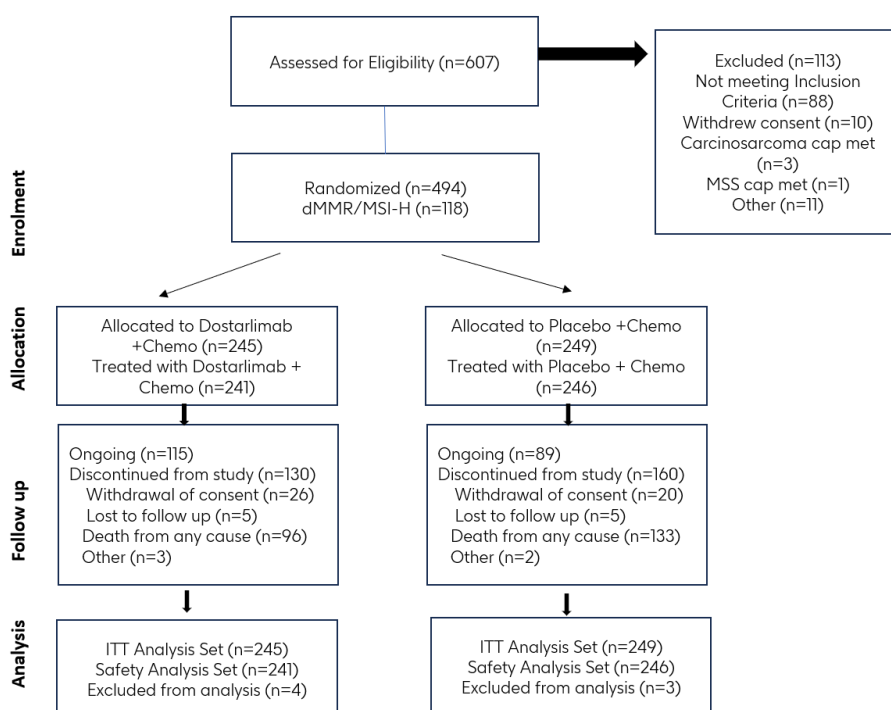 Assessed for Eligibility (n=607)
Excluded (n=113)
Not meeting Inclusion
Criteria (n=88)
Withdrew consent (n=10)
Carcinosarcoma cap met
(n=3)
MSS cap met (n=1)
Other (n=11)
Enrolment
Randomized (n=494)
dMMR/MSI-H (n=118)
Allocation
Allocated to Dostarlimab
+Chemo (n=245)
Treated with Dostarlimab +
Chemo (n=241)
Allocated to Placebo +Chemo
(n=249)
Treated with Placebo + Chemo
(n=246)
Follow up
Ongoing (n=115)
Discontinued from study (n=130)
Withdrawal of consent (n=26)
Lost to follow up (n=5)
Death from any cause (n=96)
Other (n=3)
Ongoing (n=89)
Discontinued from study (n=160)
Withdrawal of consent (n=20)
Lost to follow up (n=5)
Death from any cause (n=133)
Other (n=2)
Analysis
ITT Analysis Set (n=245)
Safety Analysis Set (n=241)
Excluded from analysis (n=4)
ITT Analysis Set (n=249)
Safety Analysis Set (n=246)
Excluded from analysis (n=3)